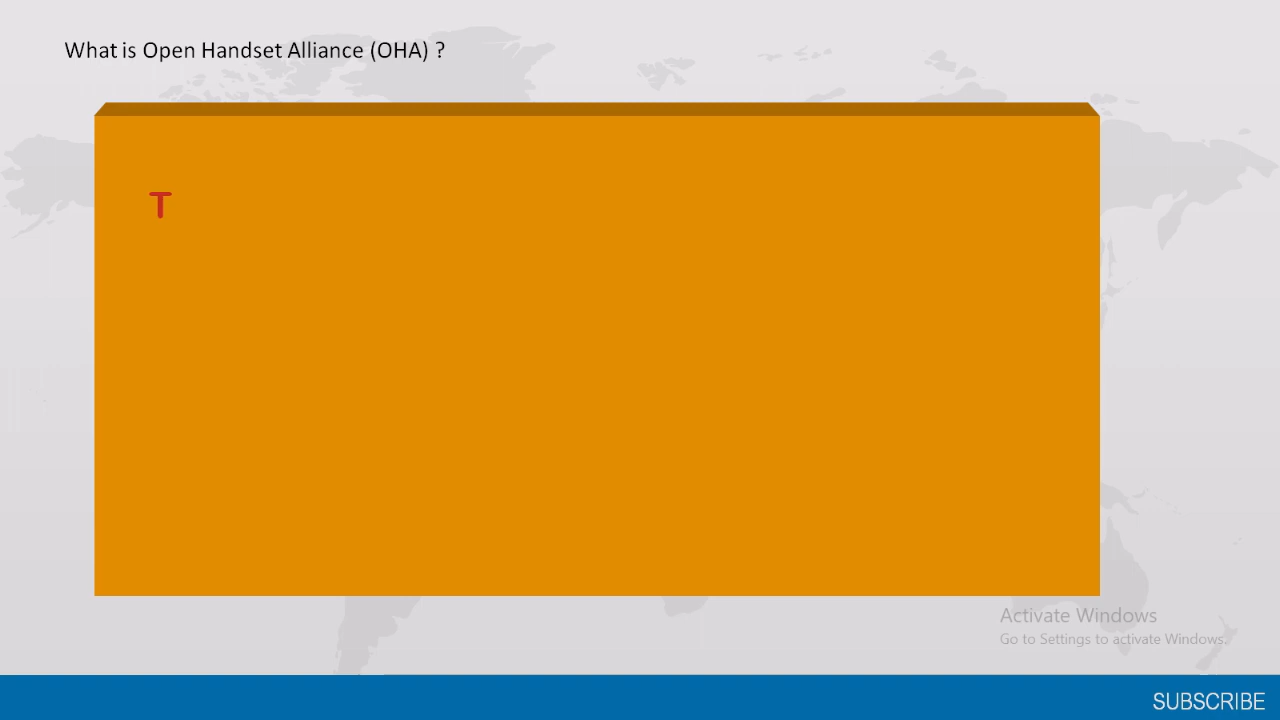 What is Open Handset Alliance (OHA) ?
T
Activate Windows
Go to Settings to activate Windows.
SUBSCRIBE